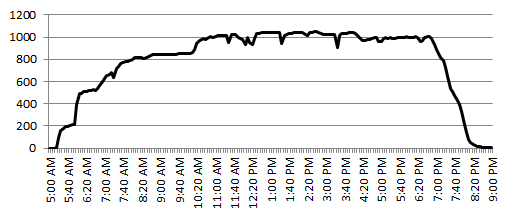 1200
1000
800
600
400
200
0
5:00 AM
5:40 AM
6:20 AM
7:00 AM
7:40 AM
8:20 AM
9:00 AM
9:40 AM
10:20 AM
11:00 AM
11:40 AM
12:20 PM
1:00 PM
1:40 PM
2:20 PM
3:00 PM
3:40 PM
4:20 PM
5:00 PM
5:40 PM
6:20 PM
7:00 PM
7:40 PM
8:20 PM
9:00 PM